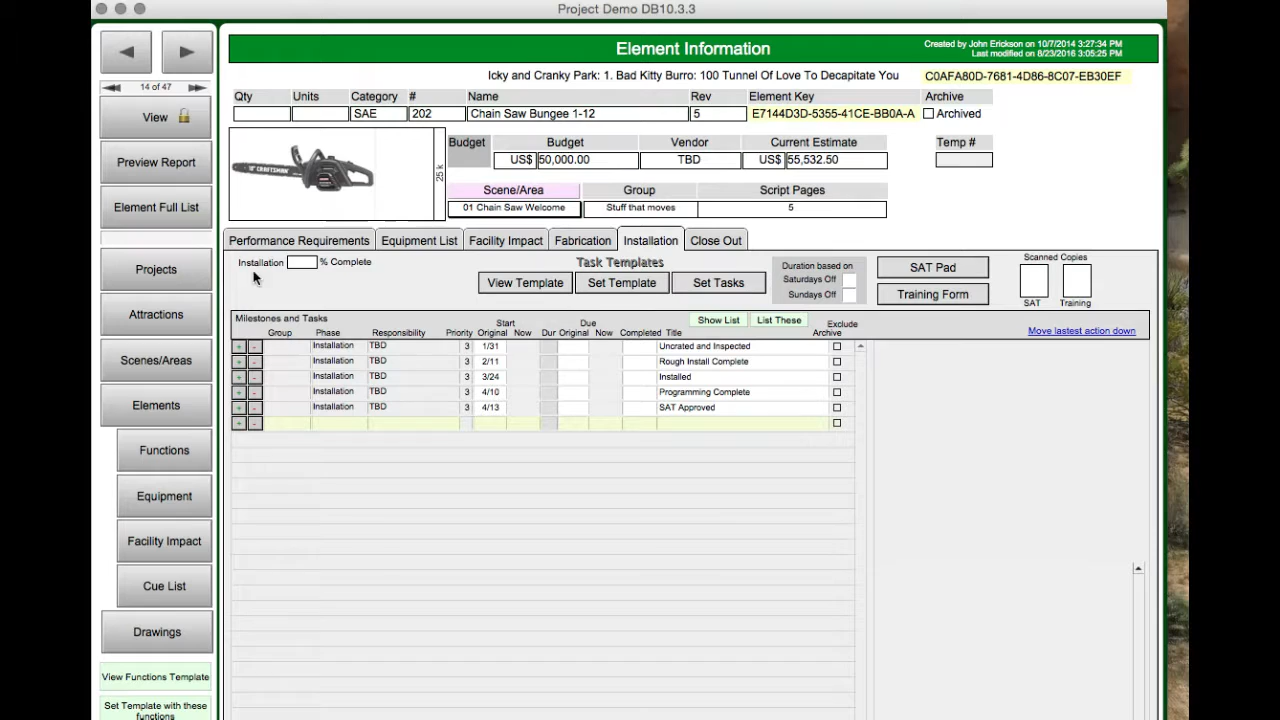 Project Demo DB10.3.3
Element Information
Created by John Erickson on 10/7/2014 3:27:34 PM
Last modified on 8/23/2016 3:05:25 PM
14 of 47
Icky and Cranky Park: 1. Bad Kitty Burro: 100 Tunnel Of Love To Decapitate You
C0AFA80D-7681-4D86-8C07-EB30EF
Qty Units Category # Name Rev Element Key Archive
SAE 202 Chain Saw Bungee 1-12 5 E7144D3D-5355-41CE-BB0A-A Archived
View
Preview Report
Element Full List
Projects
Attractions
Scenes/Areas
Elements
Functions
Equipment
Facility Impact
Cue List
Drawings
View Functions Template
Set Template with these
functions
25 k
Budget Budget Vendor Current Estimate Temp #
US$ 50,000.00 TBD US$ 55,532.50
Scene/Area Group Script Pages
01 Chain Saw Welcome Stuff that moves 5
Performance Requirements Equipment List Facility Impact Fabrication Installation Close Out
Installation % Complete
Task Templates
View Template Set Template Set Tasks
Duration based on
Saturdays Off
Sundays Off
SAT Pad
Training Form
Scanned Copies
SAT Training
Milestones and Tasks Show List List These
Move lastest action down
Start Due Exclude
Group Phase Responsibility Priority Original Now Dur Original Now Completed Title Archive
+ - Installation TBD 3 1/31 Uncrated and Inspected
+ - Installation TBD 3 2/11 Rough Install Complete
+ - Installation TBD 3 3/24 Installed
+ - Installation TBD 3 4/10 Programming Complete
+ - Installation TBD 3 4/13 SAT Approved
+ -